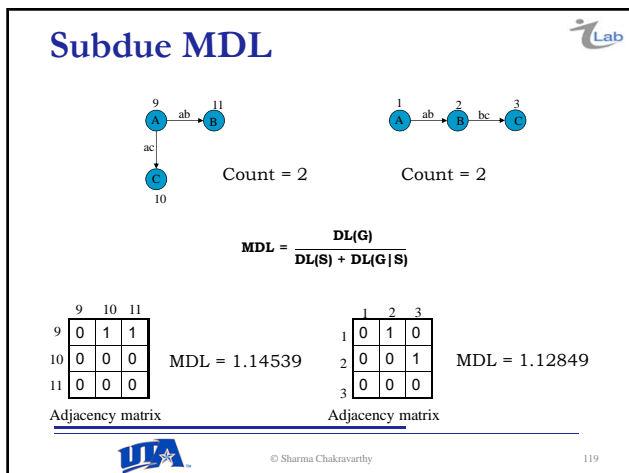 Subdue MDL
iLab
9 11
A ab B
ac
C
10
Count = 2
1 2 3
A ab B bc C
Count = 2
MDL = DL(G)
DL(S) + DL(G|S)
9 10 11
9 0 1 1
10 0 0 0
11 0 0 0
MDL = 1.14539
Adjacency matrix
1 2 3
1 0 1 0
2 0 0 1
3 0 0 0
MDL = 1.12849
Adjacency matrix
UTA
© Sharma Chakravarthy
119